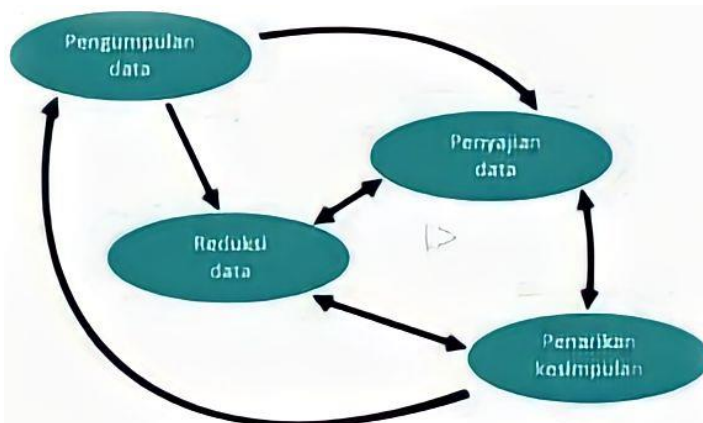 Pengumpulan
data
Penyajian
data
Reduksi
data
Penarikan
kesimpulan